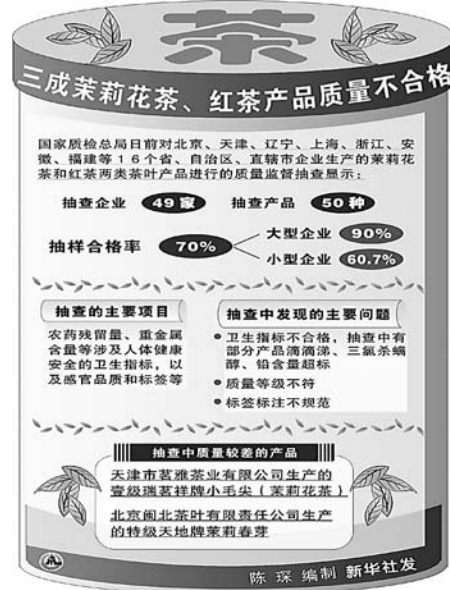 茶
三成茉莉花茶、红茶产品质量不合格
国家质检总局日前对北京、天津、辽宁、上海、浙江、安
徽、福建等16个省、自治区、直辖市企业生产的茉莉花
茶和红茶两类茶叶产品进行的质量监督抽查显示：
抽查企业 49家 抽查产品 50种
抽样合格率 70%
大型企业 90%
小型企业 60.7%
抽查的主要项目
农药残留量、重金属
含量等涉及人体健康
安全的卫生指标，以
及感官品质和标签等
抽查中发现的主要问题
●卫生指标不合格，抽查中有
部分产品滴滴涕、三氯杀螨
醇、铅含量超标
●质量等级不符
●标签标注不规范
抽查中质量较差的产品
天津市茗雅茶业有限公司生产的
壹级瑞茗祥牌小毛尖（茉莉花茶）
北京闽北茶叶有限责任公司生产
的特级天地牌茉莉春芽
陈 琛 编制 新华社发